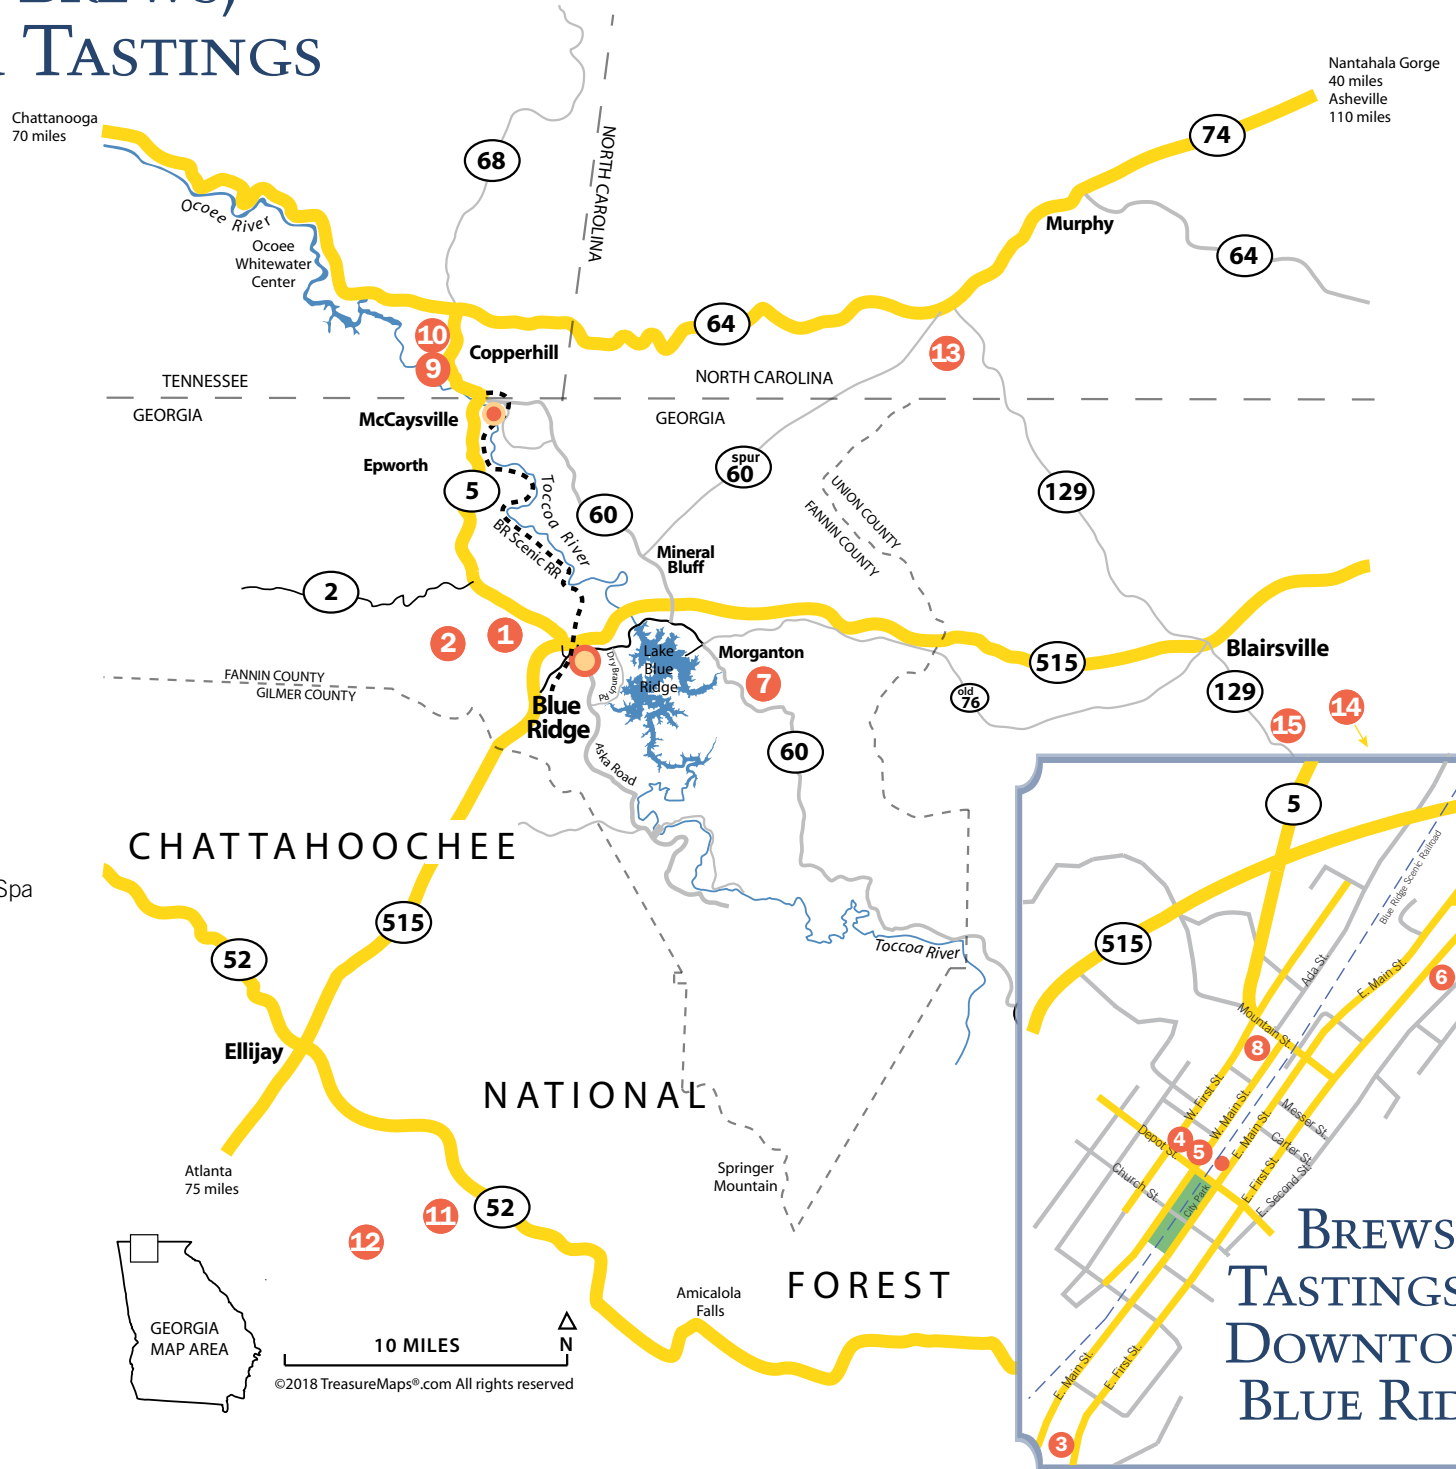 TASTINGS
Chattanooga
70 miles
Nantahala Gorge
40 miles
Asheville
110 miles
68
NORTH CAROLINA
74
Murphy
64
Ocoee River
Ocoee
Whitewater
Center
10
9
Copperhill
64
13
TENNESSEE
NORTH CAROLINA
GEORGIA
GEORGIA
McCaysville
Epworth
5
Toccoa River
BR Scenic RR
60
spur
60
UNION COUNTY
FANNIN COUNTY
129
Mineral
Bluff
2
2
1
Lake
Blue
Ridge
Dry Branch Rd
Morganton
7
515
Blairsville
old
76
129
14
15
FANNIN COUNTY
GILMER COUNTY
Blue
Ridge
Aska Road
60
CHATTAHOOCHEE
Spa
515
52
Toccoa River
Ellijay
NATIONAL
Atlanta
75 miles
Springer
Mountain
11
12
52
FOREST
Amicalola
Falls
GEORGIA
MAP AREA
10 MILES
N
©2018 TreasureMaps®.com All rights reserved
5
515
Blue Ridge Scenic Railroad
Ada St.
E. Main St.
6
Mountain St.
8
W. First St.
W. Main St.
E. Main St.
Messer St.
Carter St.
Depot St.
4
5
Church St.
City Park
E. First St.
E. Second St.
E. Main St.
E. First St.
3
BREWS
TASTINGS
DOWNTO
BLUE RID